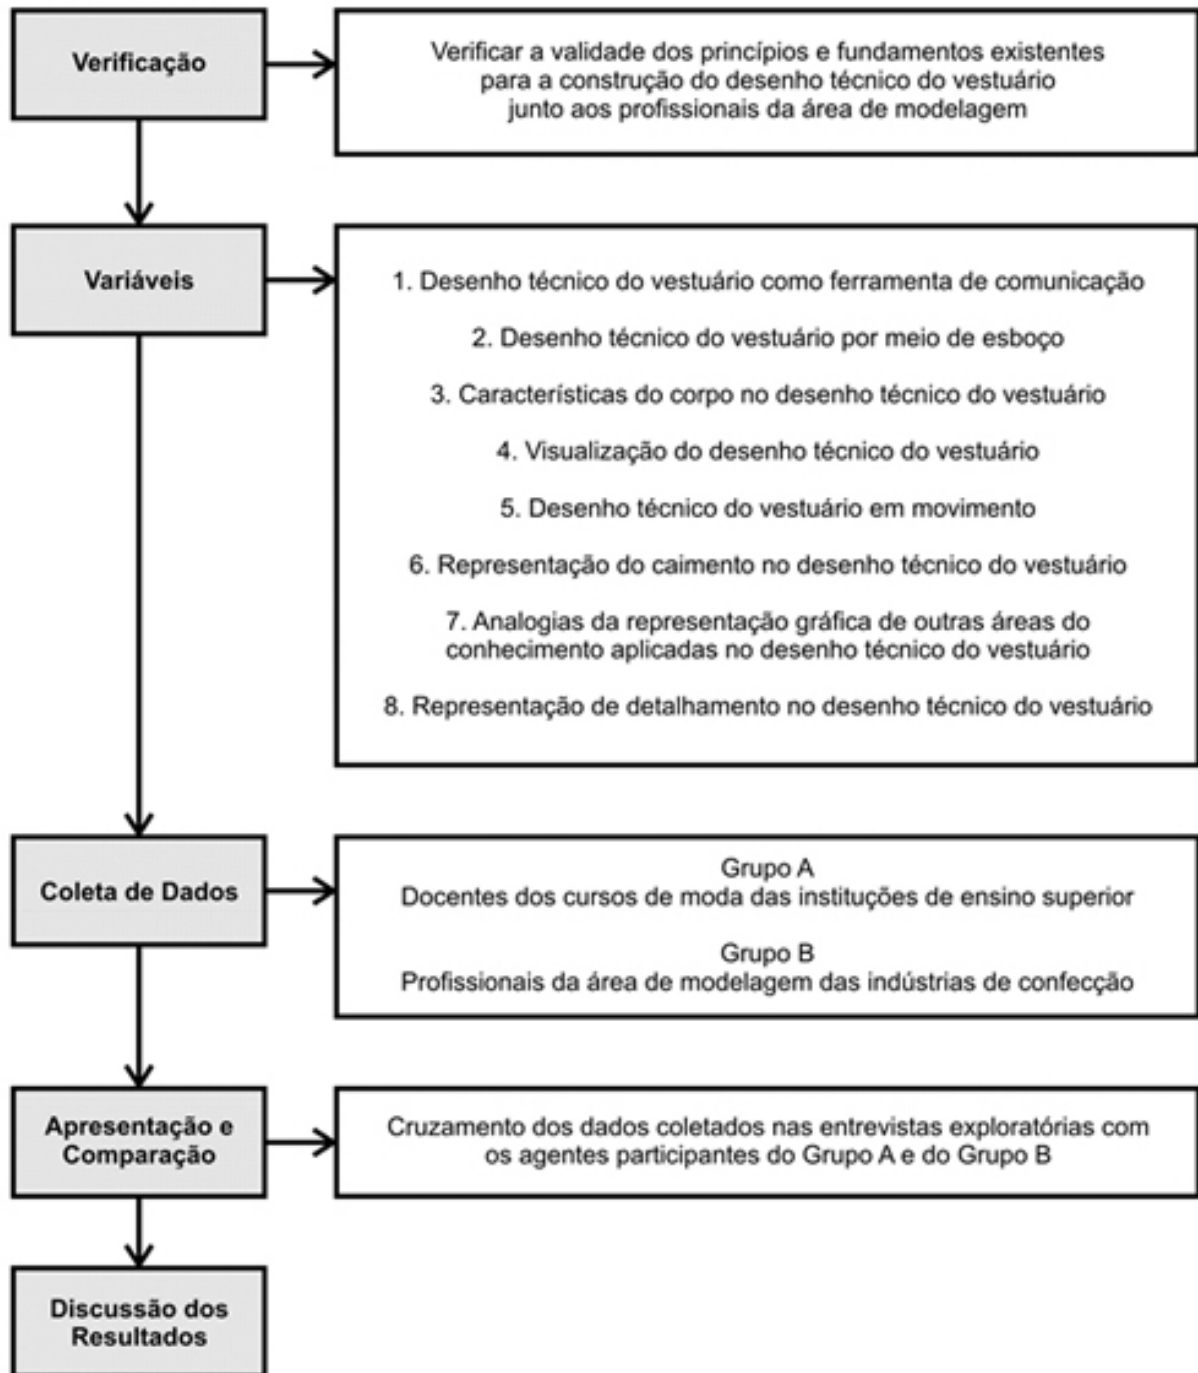 Verificação
Verificar a validade dos princípios e fundamentos existentes
para a construção do desenho técnico do vestuário
junto aos profissionais da área de modelagem
Variáveis
1. Desenho técnico do vestuário como ferramenta de comunicação
2. Desenho técnico do vestuário por meio de esboço
3. Características do corpo no desenho técnico do vestuário
4. Visualização do desenho técnico do vestuário
5. Desenho técnico do vestuário em movimento
6. Representação do caimento no desenho técnico do vestuário
7. Analogias da representação gráfica de outras áreas do
conhecimento aplicadas no desenho técnico do vestuário
8. Representação de detalhamento no desenho técnico do vestuário
Coleta de Dados
Grupo A
Docentes dos cursos de moda das instituções de ensino superior
Grupo B
Profissionais da área de modelagem das indústrias de confecção
Apresentação e
Comparação
Cruzamento dos dados coletados nas entrevistas exploratórias com
os agentes participantes do Grupo A e do Grupo B
Discussão dos
Resultados